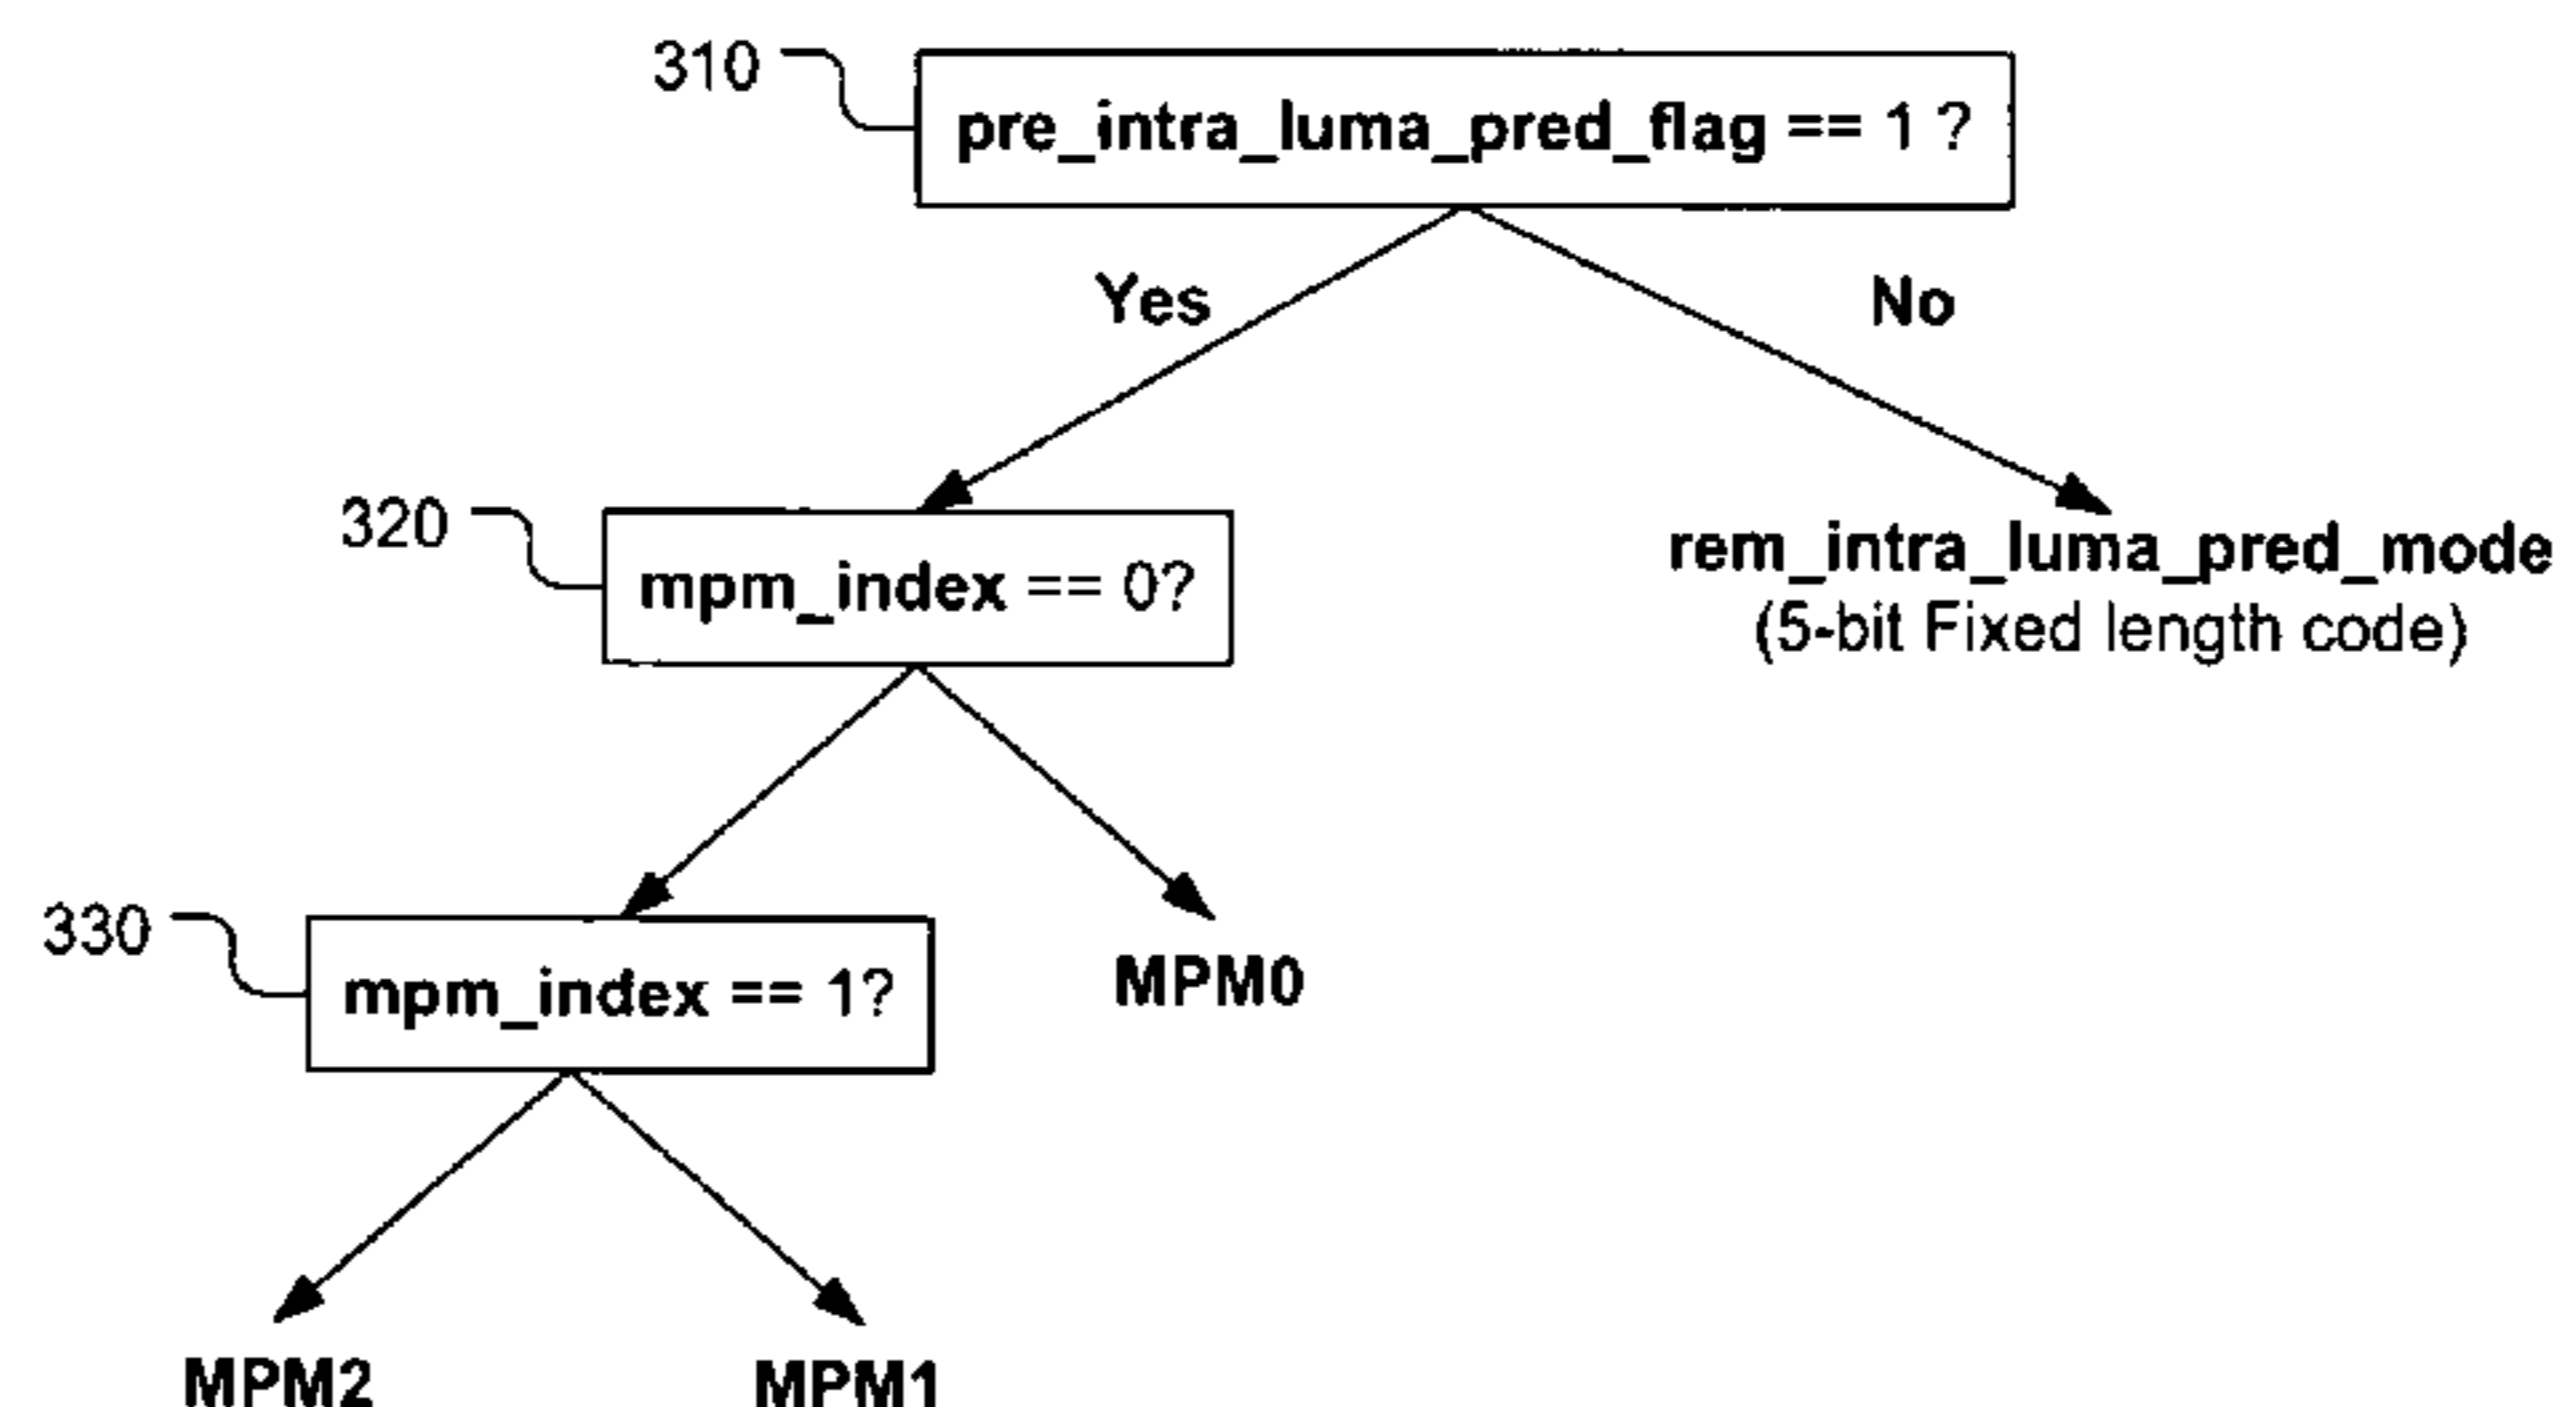 310
pre_intra_luma_pred_flag == 1 ?
Yes
No
320
mpm_index == 0?
rem_intra_luma_pred_mode
(5-bit Fixed length code)
330
mpm_index == 1?
MPM0
MPM2
MPM1